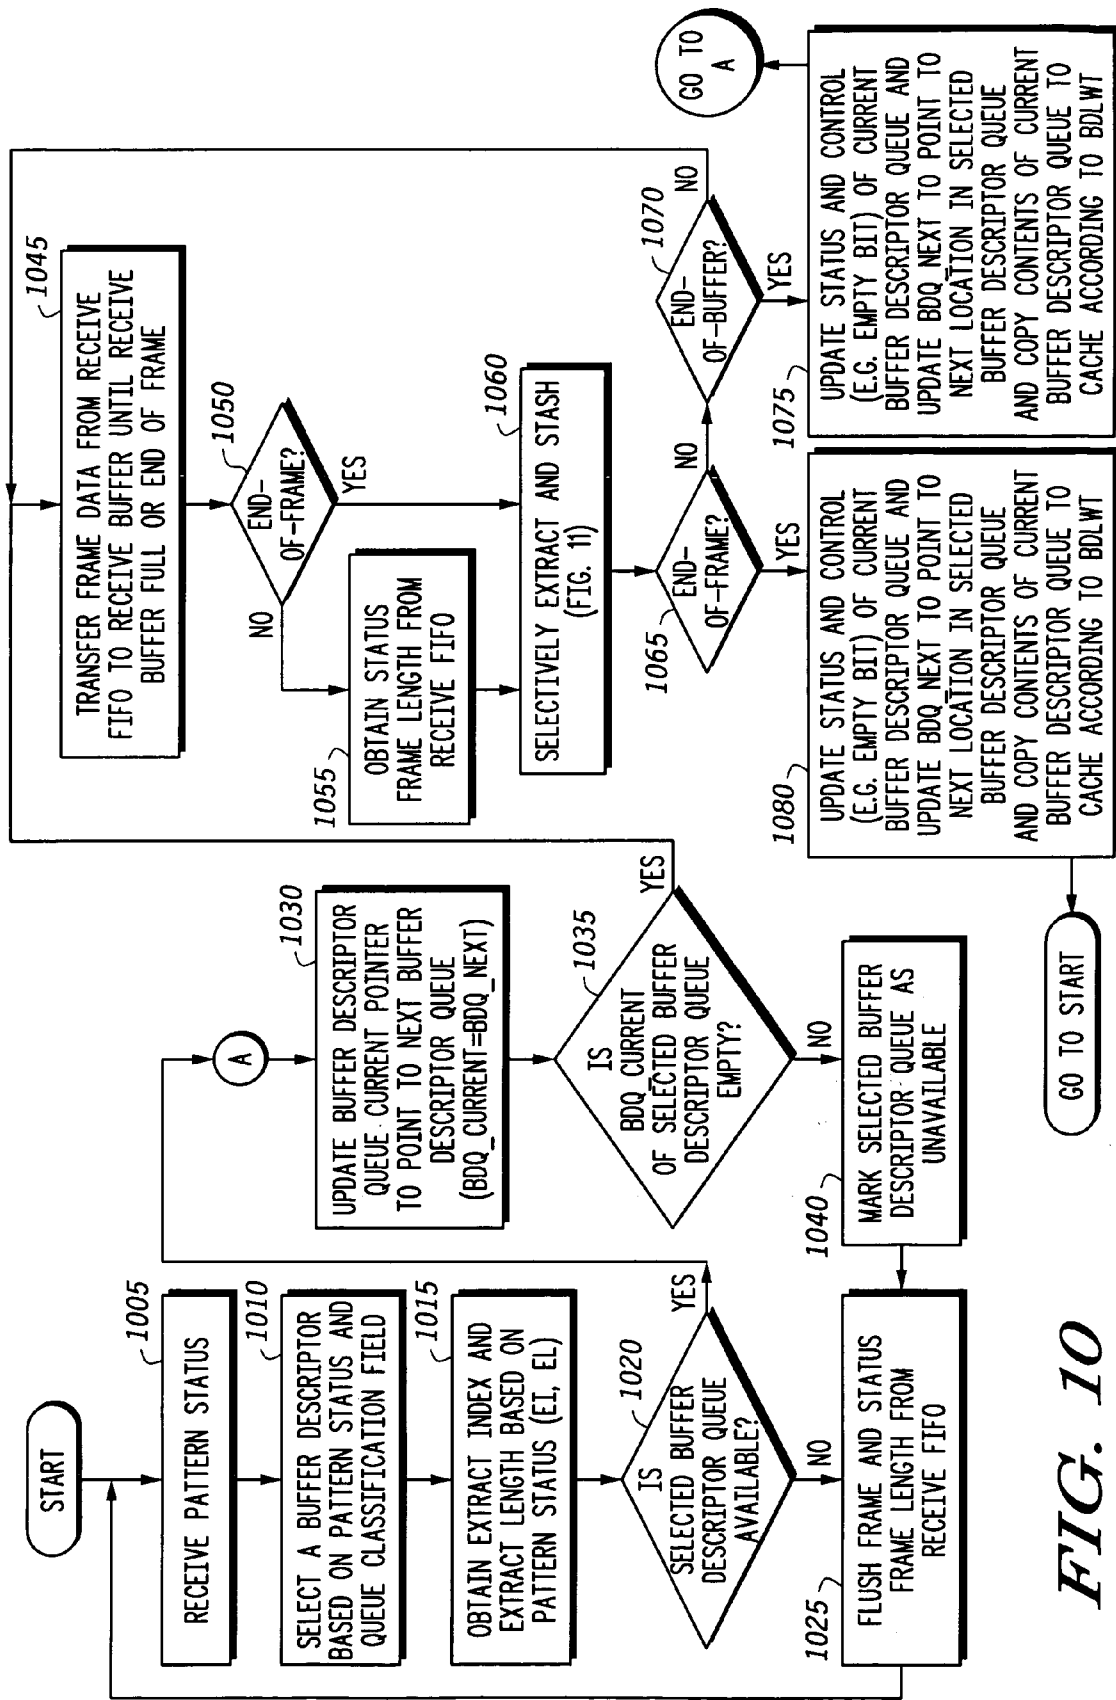 START
RECEIVE PATTERN STATUS
1005
SELECT A BUFFER DESCRIPTOR
BASED ON PATTERN STATUS AND
QUEUE CLASSIFICATION FIELD
1010
OBTAIN EXTRACT INDEX AND
EXTRACT LENGTH BASED ON
PATTERN STATUS (EI, EL)
1015
IS
SELECTED BUFFER
DESCRIPTOR QUEUE
AVAILABLE?
1020
YES
NO
FLUSH FRAME AND STATUS
FRAME LENGTH FROM
RECEIVE FIFO
1025
A
UPDATE BUFFER DESCRIPTOR
QUEUE CURRENT POINTER
TO POINT TO NEXT BUFFER
DESCRIPTOR QUEUE
(BDQ_CURRENT=BDQ_NEXT)
1030
IS
BDQ_CURRENT
OF SELECTED BUFFER
DESCRIPTOR QUEUE
EMPTY?
1035
YES
NO
MARK SELECTED BUFFER
DESCRIPTOR QUEUE AS
UNAVAILABLE
1040
TRANSFER FRAME DATA FROM RECEIVE
FIFO TO RECEIVE BUFFER UNTIL RECEIVE
BUFFER FULL OR END OF FRAME
1045
END-
OF-FRAME?
1050
NO
YES
OBTAIN STATUS
FRAME LENGTH FROM
RECEIVE FIFO
1055
SELECTIVELY EXTRACT AND STASH
(FIG. 11)
1060
END-
OF-FRAME?
1065
NO
YES
END-
OF-BUFFER?
1070
NO
YES
UPDATE STATUS AND CONTROL
(E.G. EMPTY BIT) OF CURRENT
BUFFER DESCRIPTOR QUEUE AND
UPDATE BDQ_NEXT TO POINT TO
NEXT LOCATION IN SELECTED
BUFFER DESCRIPTOR QUEUE
AND COPY CONTENTS OF CURRENT
BUFFER DESCRIPTOR QUEUE TO
CACHE ACCORDING TO BDLWT
1080
GO TO START
UPDATE STATUS AND CONTROL
(E.G. EMPTY BIT) OF CURRENT
BUFFER DESCRIPTOR QUEUE AND
UPDATE BDQ_NEXT TO POINT TO
NEXT LOCATION IN SELECTED
BUFFER DESCRIPTOR QUEUE
AND COPY CONTENTS OF CURRENT
BUFFER DESCRIPTOR QUEUE TO
CACHE ACCORDING TO BDLWT
1075
GO TO
A
FIG. 10